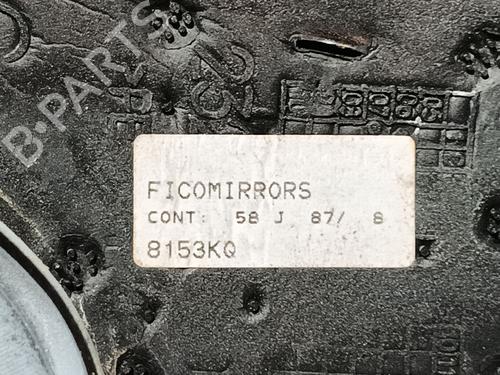 B-PARTS
FICOMIRRORS
CONT: 58 J 87/ 8
8153KQ